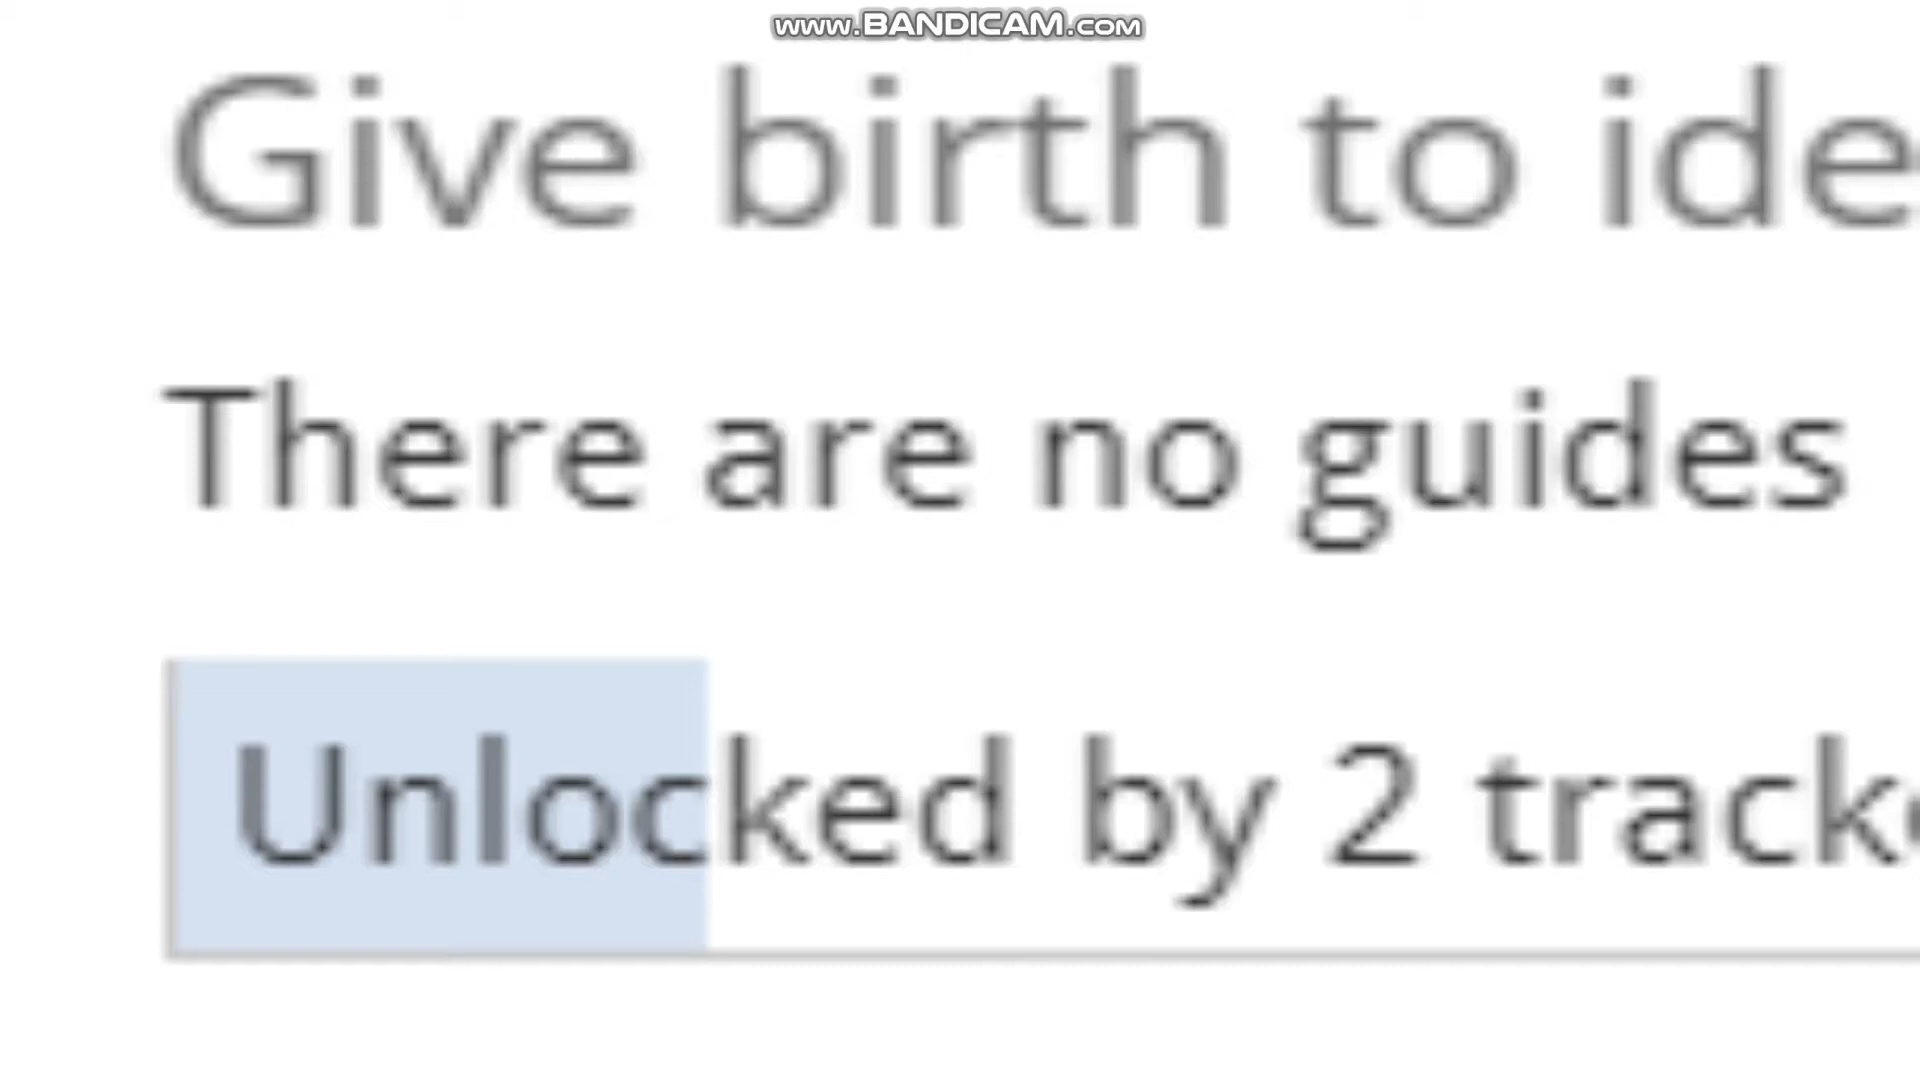 www.BANDICAM.com
Give birth to
There are no guides
Unlocked by 2